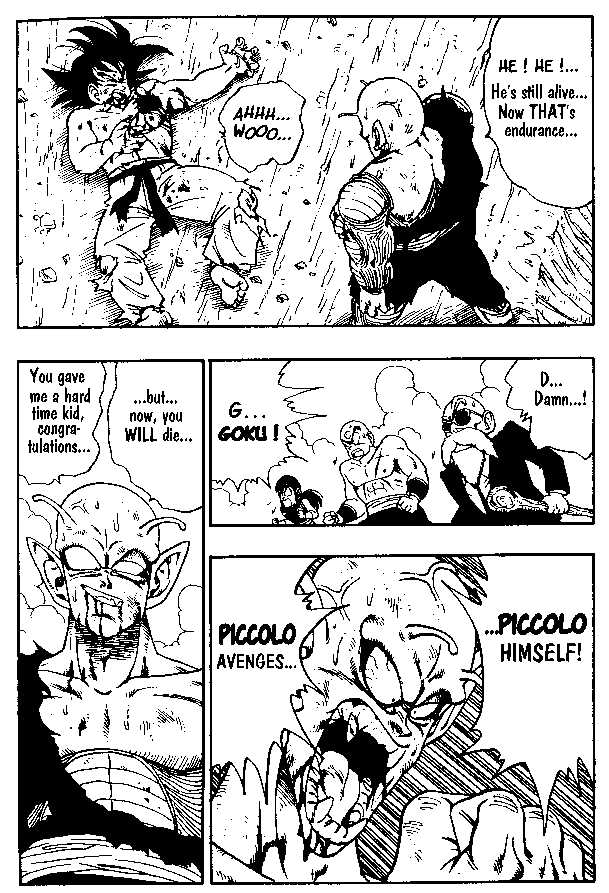 AHHH...
WOOO...
HE ! HE !...
He's still alive...
Now THAT's
endurance...
You gave
me a hard
time kid,
congra-
tulations...
...but...
now, you
WILL die...
G...
GOKU !
D...
Damn...!
PICCOLO
AVENGES...
...PICCOLO
HIMSELF!